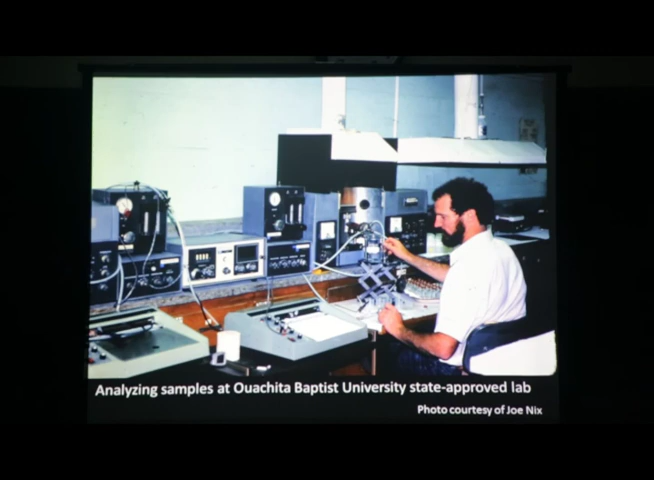 Analyzing samples at Ouachita Baptist University state-approved lab
Photo courtesy of Joe Nix